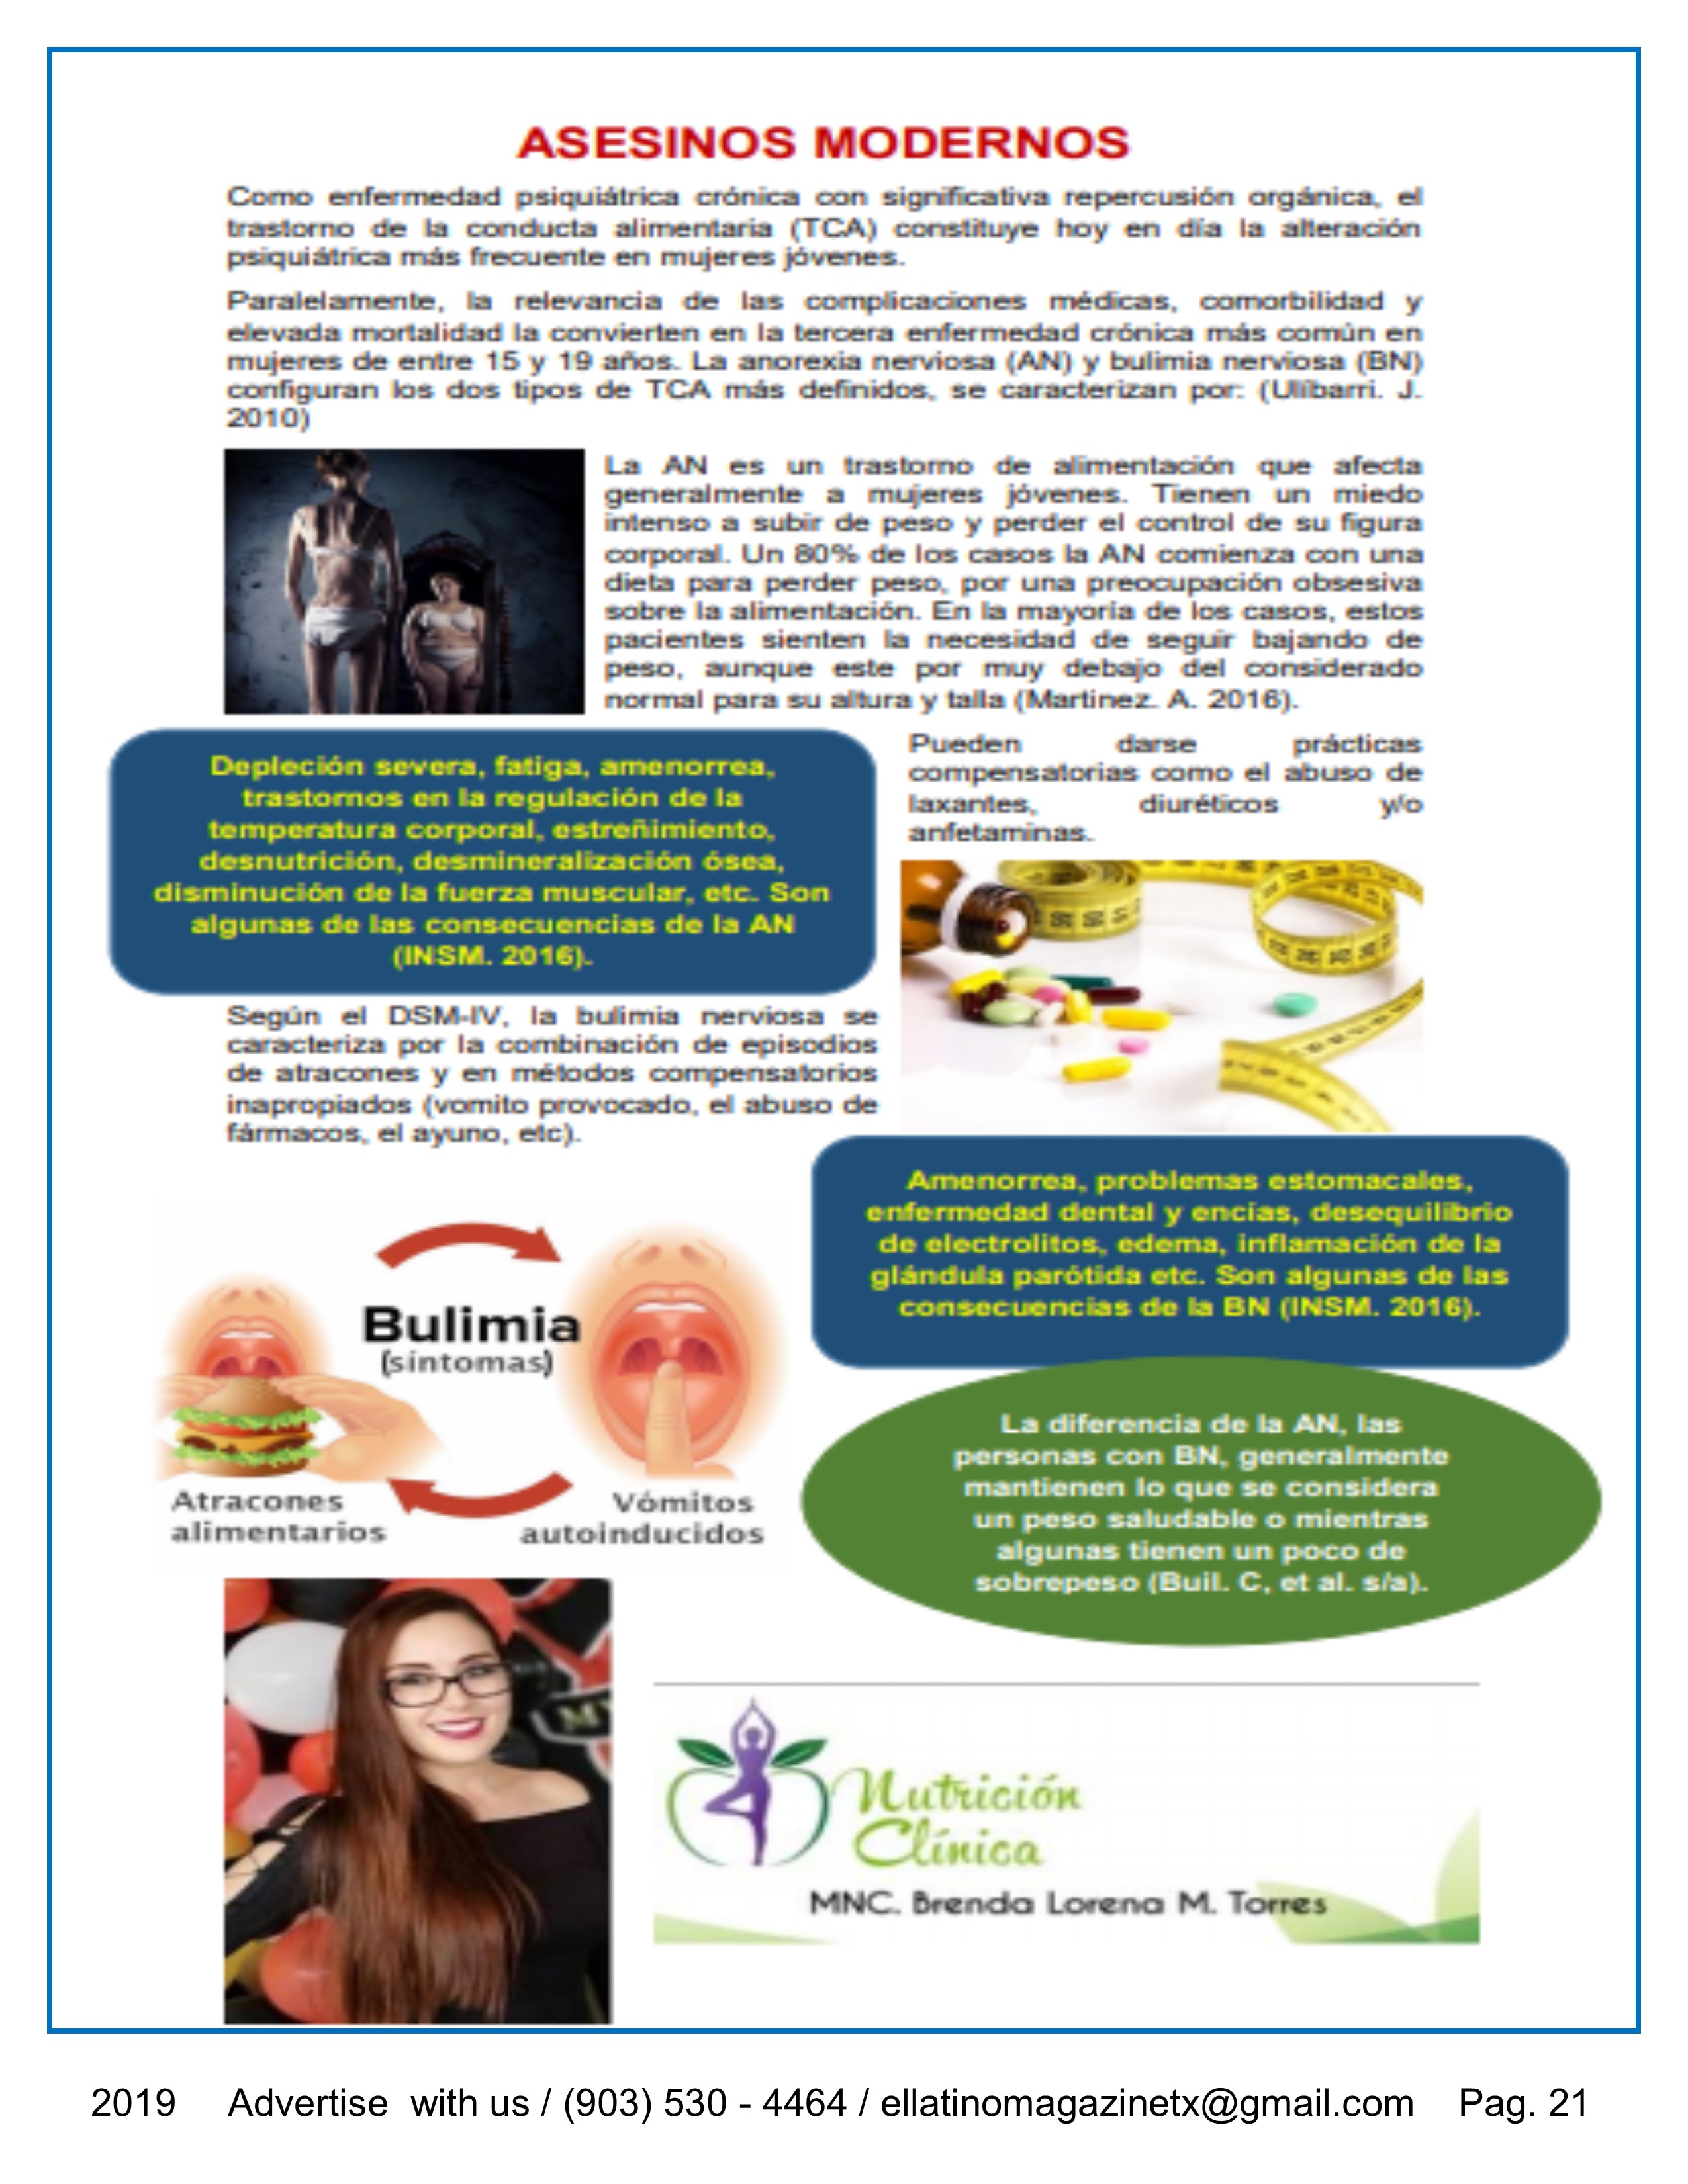 ASESINOS MODERNOS
Como enfermedad psiquiátrica crónica con significativa repercusión orgánica, el
trastorno de la conducta alimentaria (TCA) constituye hoy en día la alteración
psiquiátrica más frecuente en mujeres jóvenes.
Paralelamente, la relevancia de las complicaciones médicas, comorbilidad y
elevada mortalidad la convierten en la tercera enfermedad crónica más común en
mujeres de entre 15 y 19 años. La anorexia nerviosa (AN) y bulimia nerviosa (BN)
configuran los dos tipos de TCA más definidos, se caracterizan por: (Ulíbarri. J.
2010)
La AN es un trastorno de alimentación que afecta
generalmente a mujeres jóvenes. Tienen un miedo
intenso a subir de peso y perder el control de su figura
corporal. Un 80% de los casos la AN comienza con una
dieta para perder peso, por una preocupación obsesiva
sobre la alimentación. En la mayoría de los casos, estos
pacientes sienten la necesidad de seguir bajando de
peso, aunque este por muy debajo del considerado
normal para su altura y talla (Martinez. A. 2016).
Depleción severa, fatiga, amenorrea,
trastornos en la regulación de la
temperatura corporal, estreñimiento,
desnutrición, desmineralización ósea,
disminución de la fuerza muscular, etc. Son
algunas de las consecuencias de la AN
(INSM. 2016).
Pueden darse prácticas
compensatorias como el abuso de
laxantes, diuréticos y/o
anfetaminas.
Según el DSM-IV, la bulimia nerviosa se
caracteriza por la combinación de episodios
de atracones y en métodos compensatorios
inapropiados (vomito provocado, el abuso de
fármacos, el ayuno, etc).
Amenorrea, problemas estomacales,
enfermedad dental y encías, desequilibrio
de electrolitos, edema, inflamación de la
glándula parótida etc. Son algunas de las
consecuencias de la BN (INSM. 2016).
Bulimia
(síntomas)
Atracones
alimentarios
Vómitos
autoinducidos
La diferencia de la AN, las
personas con BN, generalmente
mantienen lo que se considera
un peso saludable o mientras
algunas tienen un poco de
sobrepeso (Buil. C, et al. s/a).
Nutrición
Clínica
MNC. Brenda Lorena M. Torres
2019 Advertise with us / (903) 530 - 4464 / ellatinomagazinetx@gmail.com Pag. 21